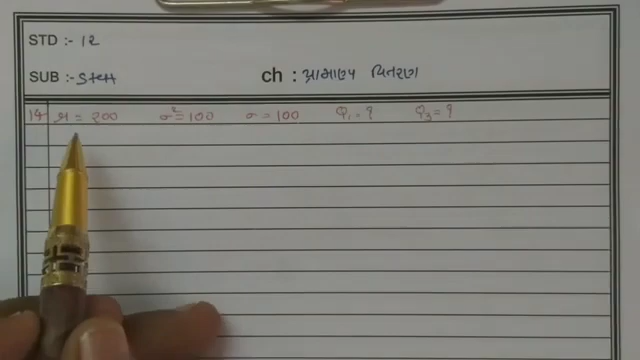 STD :- 12
SUB :- Stat ch : પ્રામાણ્ય વિતરણ
14 μ = 200 σ² = 100 σ = 100 Q₁ = ? Q₃ = ?